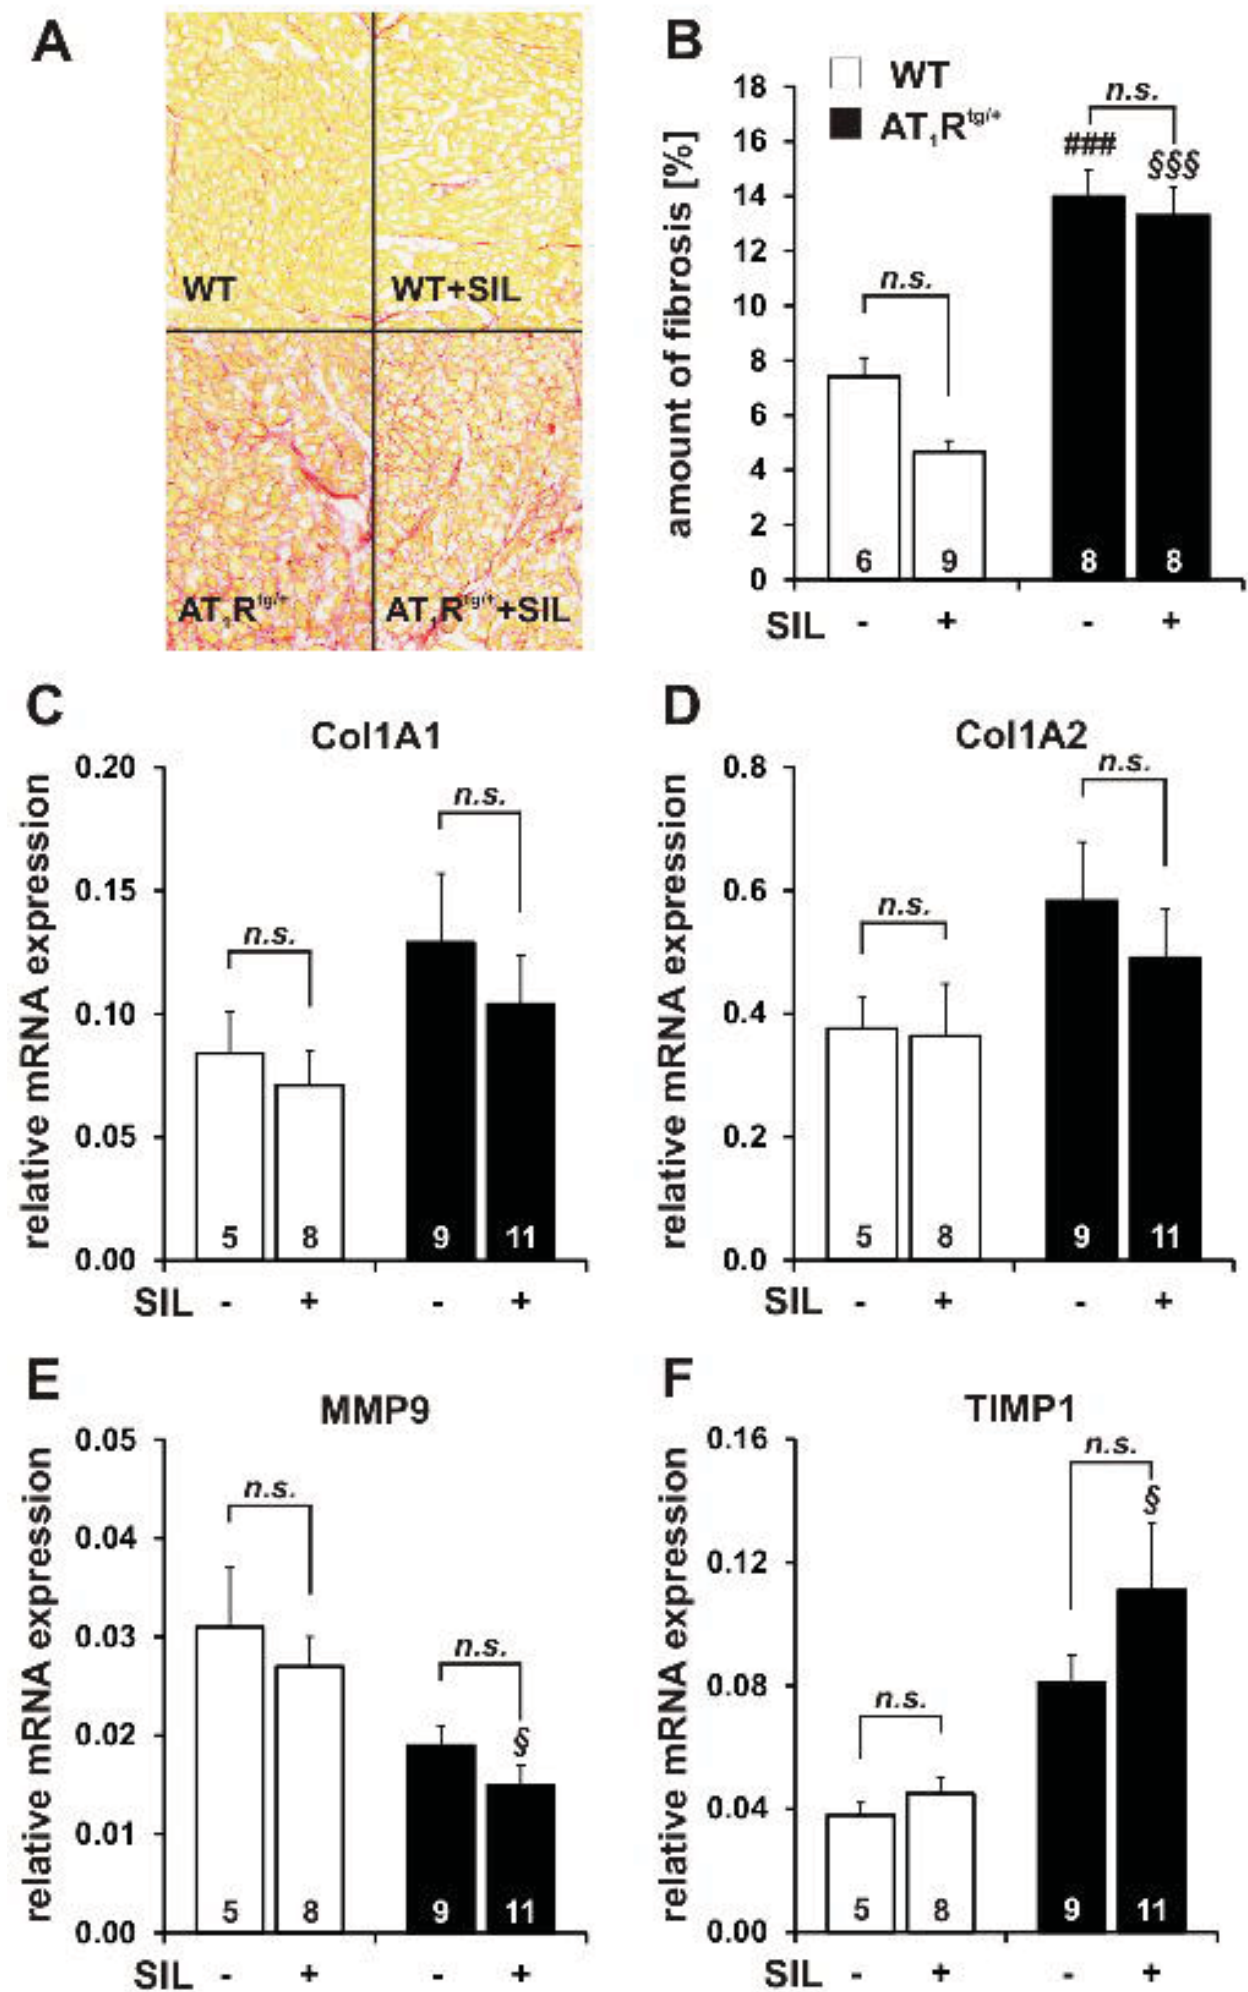 A
WT
WT+SIL
AT1Rtg/+
AT1Rtg/++SIL
B
WT
AT1Rtg/+
amount of fibrosis [%]
18
16
14
12
10
8
6
4
2
0
n.s.
n.s.
###
§§§
6 9 8 8
SIL - + - +
C
Col1A1
relative mRNA expression
0.20
0.15
0.10
0.05
0.00
n.s.
n.s.
5 8 9 11
SIL - + - +
D
Col1A2
relative mRNA expression
0.8
0.6
0.4
0.2
0.0
n.s.
n.s.
5 8 9 11
SIL - + - +
E
MMP9
relative mRNA expression
0.05
0.04
0.03
0.02
0.01
0.00
n.s.
n.s.
§
5 8 9 11
SIL - + - +
F
TIMP1
relative mRNA expression
0.16
0.12
0.08
0.04
0.00
n.s.
n.s.
§
5 8 9 11
SIL - + - +